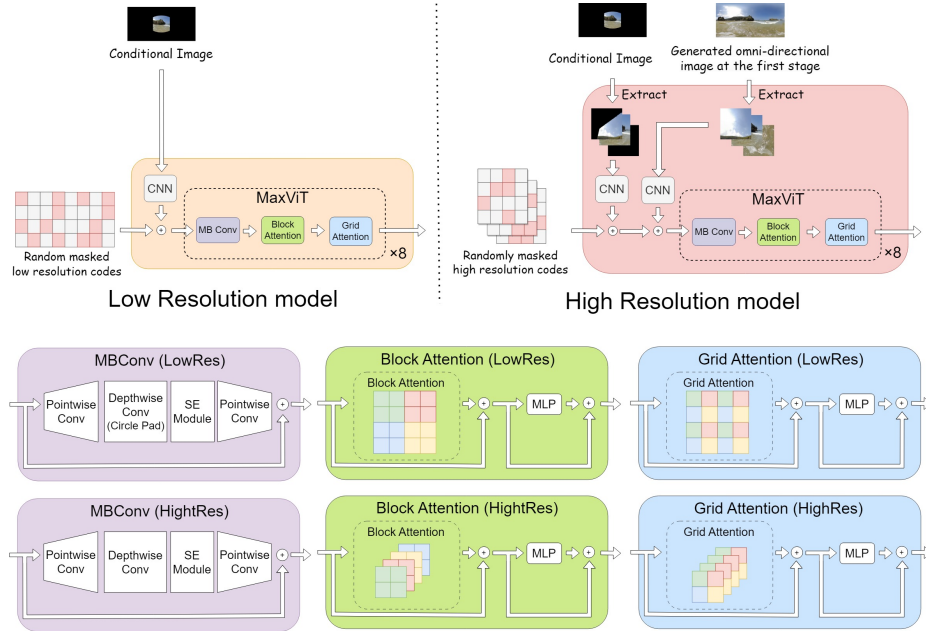 Conditional Image
CNN
MaxViT
+
MB Conv
Block
Attention
Grid
Attention
×8
Random masked
low resolution codes
Low Resolution model
Conditional Image
Generated omni-directional
image at the first stage
Extract
Extract
CNN
CNN
MaxViT
+
+
MB Conv
Block
Attention
Grid
Attention
×8
Randomly masked
high resolution codes
High Resolution model
MBConv (LowRes)
Pointwise
Conv
Depthwise
Conv
(Circle Pad)
SE
Module
Pointwise
Conv
+
Block Attention (LowRes)
Block Attention
+
MLP
+
Grid Attention (LowRes)
Grid Attention
+
MLP
+
MBConv (HightRes)
Pointwise
Conv
Depthwise
Conv
SE
Module
Pointwise
Conv
+
Block Attention (HightRes)
Block Attention
+
MLP
+
Grid Attention (HighRes)
Grid Attention
+
MLP
+